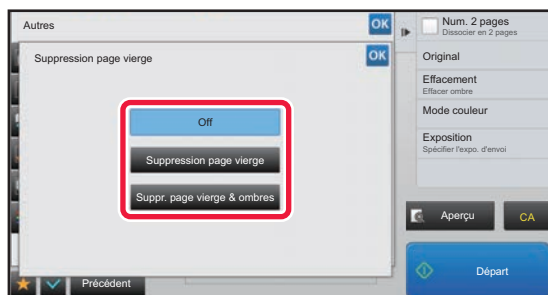 Autres
OK
Suppression page vierge
OK
Off
Suppression page vierge
Suppr. page vierge & ombres
Précédent
Num. 2 pages
Dissocier en 2 pages
Original
Effacement
Effacer ombre
Mode couleur
Exposition
Spécifier l'expo. d'envoi
Aperçu
CA
Départ